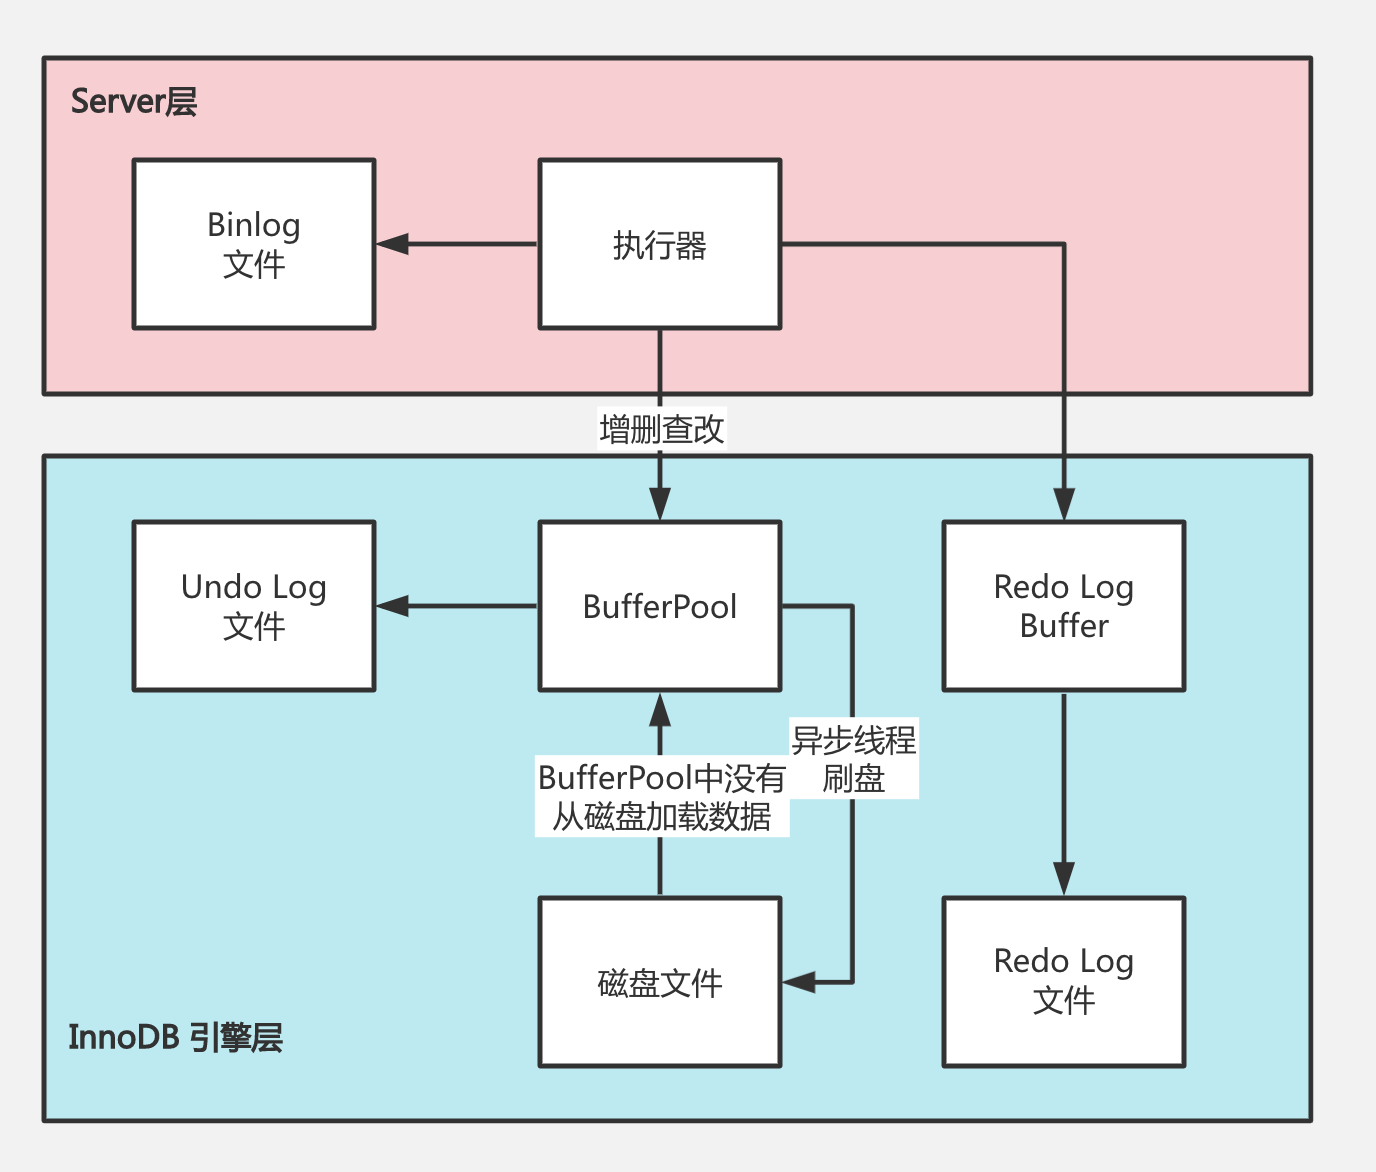 Server层
Binlog
文件
执行器
增删查改
Undo Log
文件
BufferPool
Redo Log
Buffer
异步线程
刷盘
BufferPool中没有
从磁盘加载数据
磁盘文件
Redo Log
文件
InnoDB 引擎层